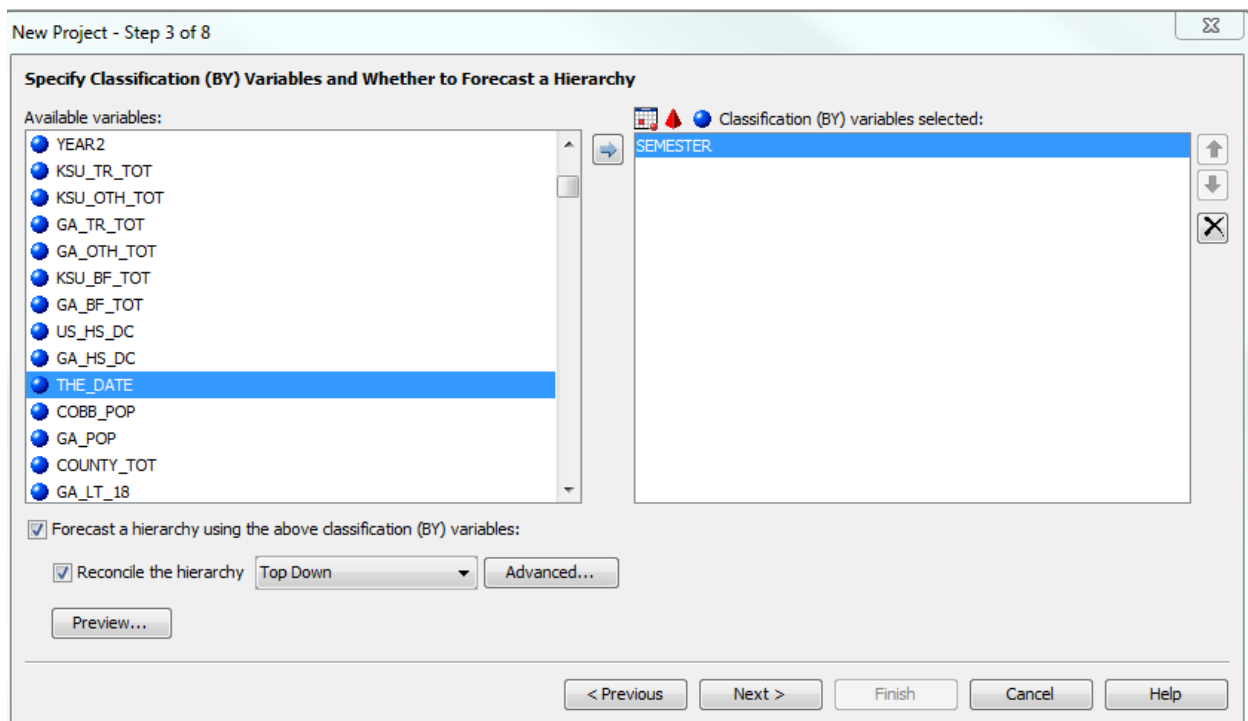 New Project - Step 3 of 8
Specify Classification (BY) Variables and Whether to Forecast a Hierarchy
Available variables:
Classification (BY) variables selected:
YEAR2
KSU_TR_TOT
KSU_OTH_TOT
GA_TR_TOT
GA_OTH_TOT
KSU_BF_TOT
GA_BF_TOT
US_HS_DC
GA_HS_DC
THE_DATE
COBB_POP
GA_POP
COUNTY_TOT
GA_LT_18
SEMESTER
Forecast a hierarchy using the above classification (BY) variables:
Reconcile the hierarchy Top Down Advanced...
Preview...
< Previous Next > Finish Cancel Help